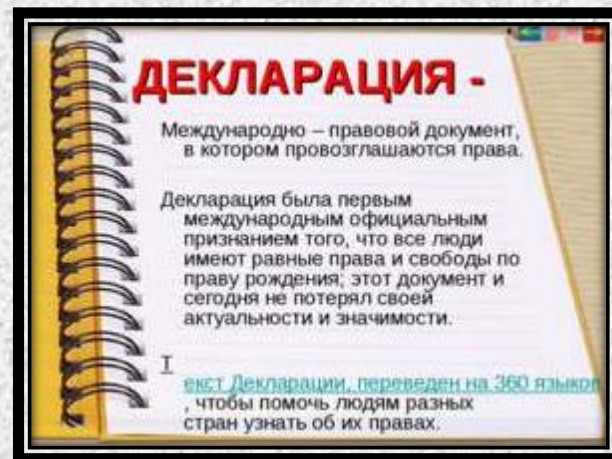 ДЕКЛАРАЦИЯ -
Международно – правовой документ,
в котором провозглашаются права.
Декларация была первым
международным официальным
признанием того, что все люди
имеют равные права и свободы по
праву рождения; этот документ и
сегодня не потерял своей
актуальности и значимости.
Т
екст Декларации, переведен на 360 языков
, чтобы помочь людям разных
стран узнать об их правах.